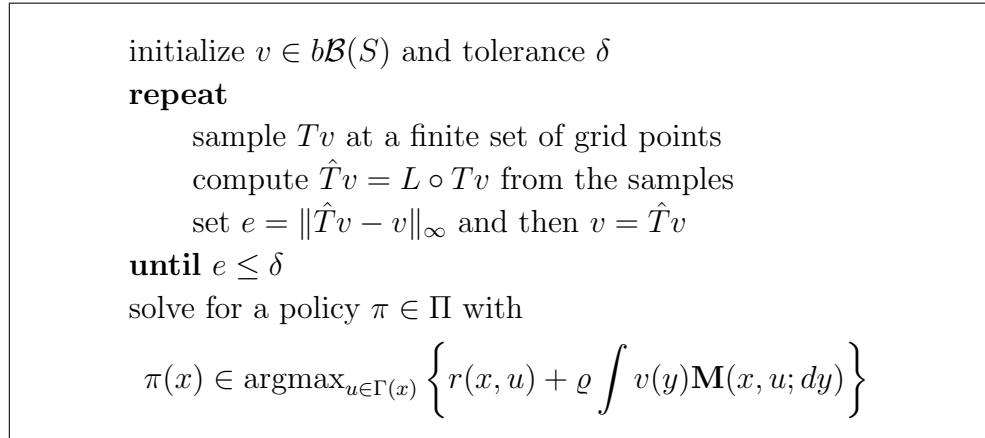 initialize v ∈ bℬ(S) and tolerance δ
repeat
sample Tv at a finite set of grid points
compute T̂v = L ∘ Tv from the samples
set e = ‖T̂v − v‖∞ and then v = T̂v
until e ≤ δ
solve for a policy π ∈ Π with
π(x) ∈ argmax_{u∈Γ(x)} { r(x, u) + ϱ ∫ v(y)𝐌(x, u; dy) }